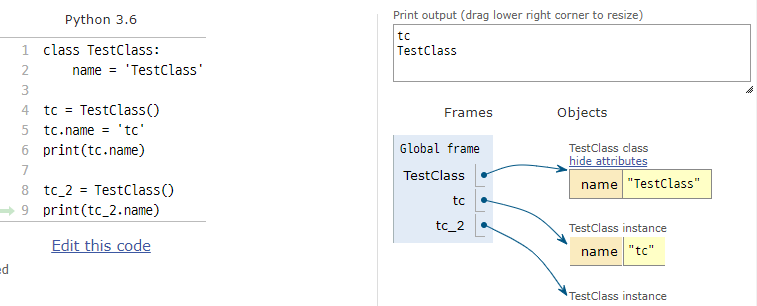 Python 3.6
1 class TestClass:
2     name = 'TestClass'
3
4 tc = TestClass()
5 tc.name = 'tc'
6 print(tc.name)
7
8 tc_2 = TestClass()
9 print(tc_2.name)
Edit this code
ed
Print output (drag lower right corner to resize)
tc
TestClass
Frames
Objects
Global frame
TestClass
tc
tc_2
TestClass class
hide attributes
name "TestClass"
TestClass instance
name "tc"
TestClass instance